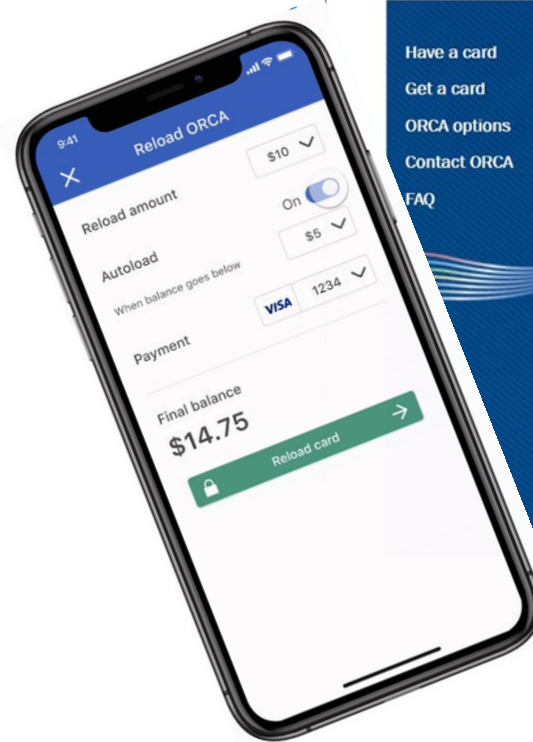 9:41
Reload ORCA
Reload amount
$10
Autoload
On
When balance goes below
$5
Payment
VISA
1234
Final balance
$14.75
Reload card
Have a card
Get a card
ORCA options
Contact ORCA
FAQ